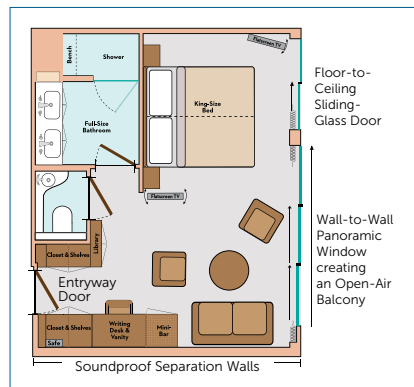 Bench
Shower
Flatscreen TV
King-Size
Bed
Full-Size
Bathroom
Flatscreen TV
Library
Closet & Shelves
Entryway
Door
Closet & Shelves
Safe
Writing
Desk &
Vanity
Mini-
Bar
Floor-to-
Ceiling
Sliding-
Glass Door
Wall-to-Wall
Panoramic
Window
creating
an Open-Air
Balcony
Soundproof Separation Walls